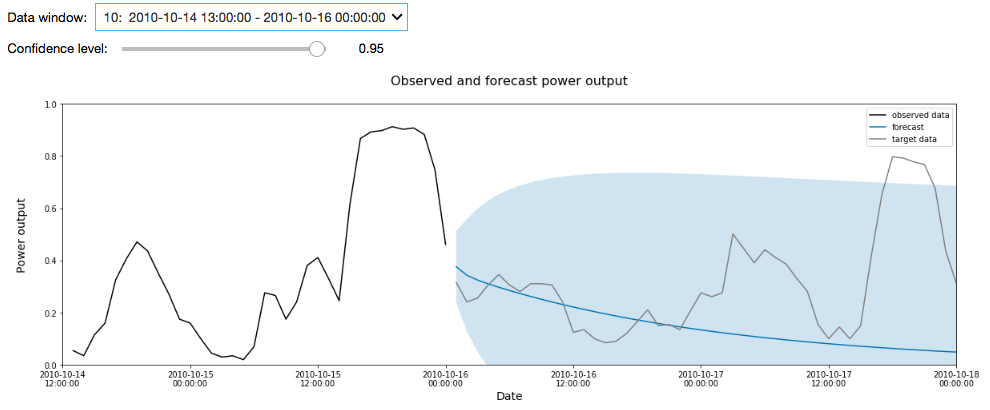 Data window: 10: 2010-10-14 13:00:00 - 2010-10-16 00:00:00
Confidence level: 0.95
Observed and forecast power output
observed data
forecast
target data
Power output
1.0
0.8
0.6
0.4
0.2
0.0
2010-10-14 12:00:00
2010-10-15 00:00:00
2010-10-15 12:00:00
2010-10-16 00:00:00
2010-10-16 12:00:00
2010-10-17 00:00:00
2010-10-17 12:00:00
2010-10-18 00:00:00
Date